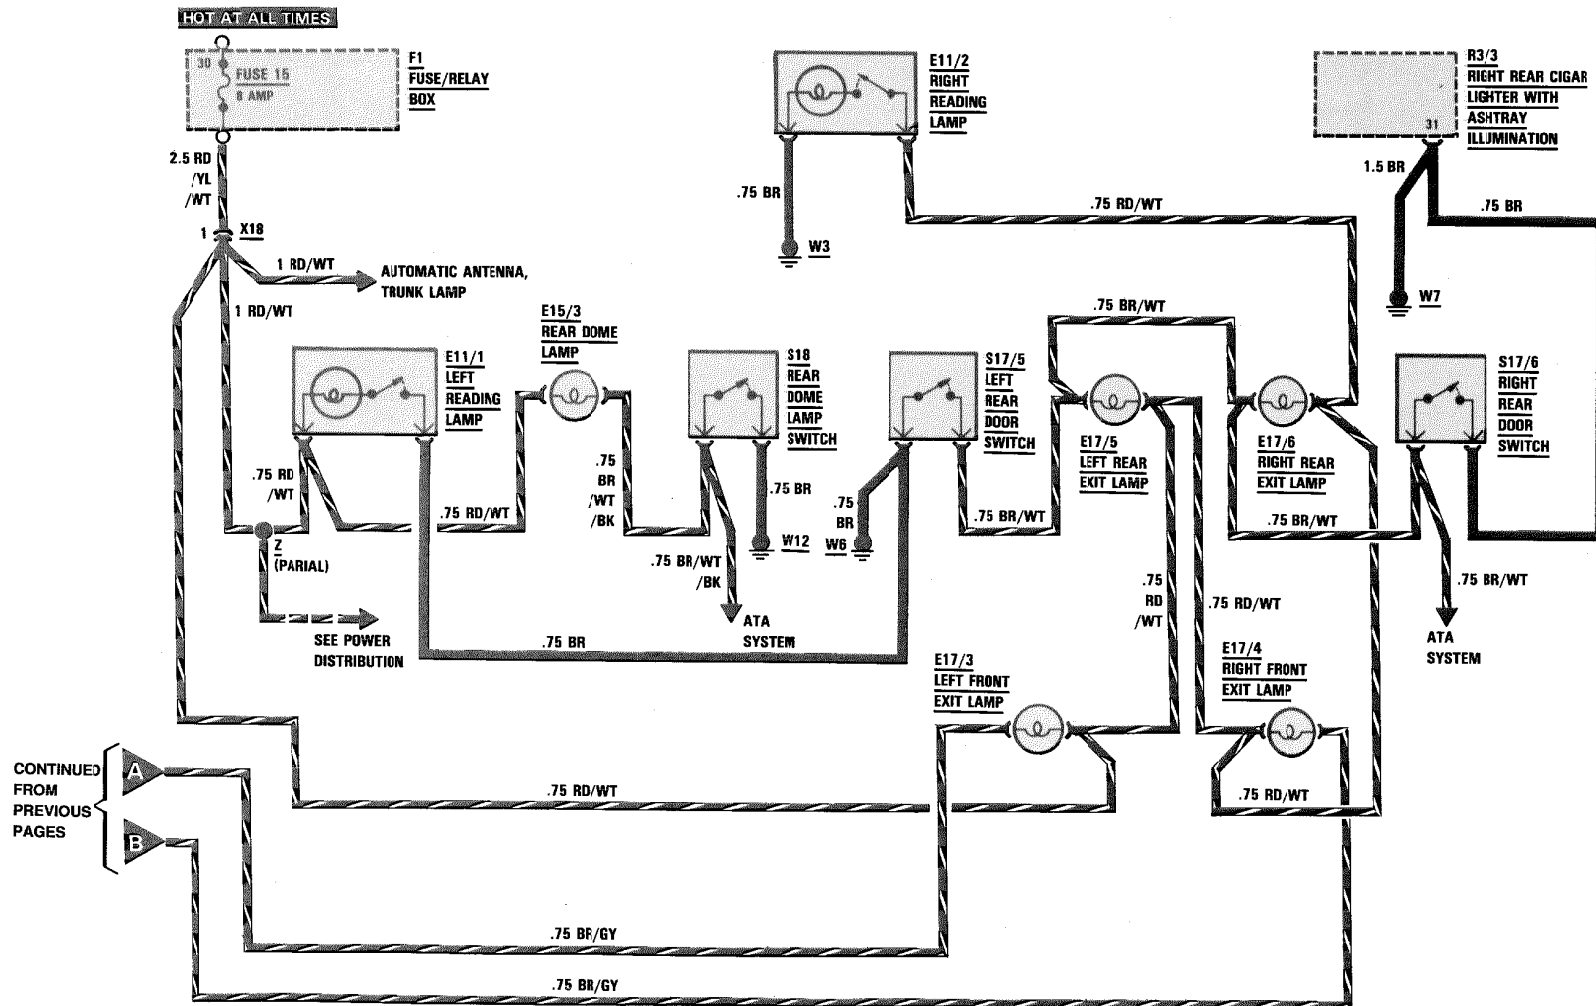 HOT AT ALL TIMES
30
FUSE 15
8 AMP
F1
FUSE/RELAY
BOX
E11/2
RIGHT
READING
LAMP
R3/3
RIGHT REAR CIGAR
LIGHTER WITH
ASHTRAY
ILLUMINATION
31
2.5 RD
/YL
/WT
1.5 BR
.75 BR
.75 RD/WT
.75 BR
1
X18
W3
1 RD/WT
AUTOMATIC ANTENNA,
TRUNK LAMP
W7
1 RD/WT
E15/3
REAR DOME
LAMP
.75 BR/WT
E11/1
LEFT
READING
LAMP
S18
REAR
DOME
LAMP
SWITCH
S17/5
LEFT
REAR
DOOR
SWITCH
S17/6
RIGHT
REAR
DOOR
SWITCH
E17/5
LEFT REAR
EXIT LAMP
E17/6
RIGHT REAR
EXIT LAMP
.75 RD
/WT
.75
BR
/WT
/BK
.75 BR
.75
BR
.75 RD/WT
.75 BR/WT
.75 BR/WT
W12
W6
Z
(PARIAL)
.75 BR/WT
/BK
.75
RD
/WT
.75 RD/WT
.75 BR/WT
SEE POWER
DISTRIBUTION
.75 BR
ATA
SYSTEM
ATA
SYSTEM
E17/3
LEFT FRONT
EXIT LAMP
E17/4
RIGHT FRONT
EXIT LAMP
CONTINUED
FROM
PREVIOUS
PAGES
A
B
.75 RD/WT
.75 RD/WT
.75 BR/GY
.75 BR/GY